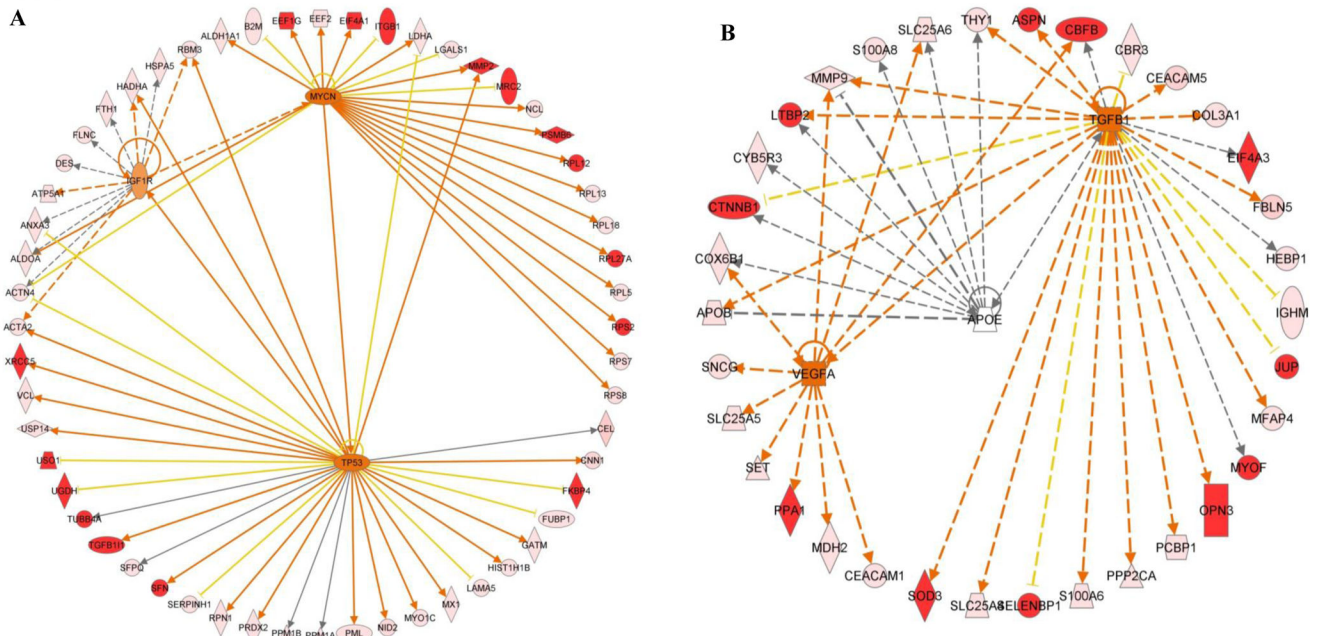 A
B2M
EEF1G
EEF2
EIF4A1
ITGB1
LDHA
LGALS1
MMP2
MRC2
NCL
PSMB6
RPL12
RPL13
RPL18
RPL27A
RPL5
RPS2
RPS7
RPS8
ALDH1A1
RBM3
HSPA5
HADHA
FTH1
FLNC
DES
ATP5A1
ANXA3
ALDOA
ACTN4
ACTA2
XRCC5
VCL
USP14
USO1
UGDH
TUBB4A
TGFB1I1
SFPQ
SFN
SERPINH1
RPN1
PRDX2
PPM1B
PPM1A
PML
NID2
MYO1C
MX1
LAMA5
HIST1H1B
GATM
FUBP1
FKBP4
CNN1
CEL
MYCN
IGF1R
TP53
B
THY1
ASPN
CBFB
CBR3
CEACAM5
COL3A1
EIF4A3
FBLN5
HEBP1
IGHM
JUP
MFAP4
MYOF
OPN3
PCBP1
PPP2CA
S100A6
SELENBP1
SLC25A4
SOD3
CEACAM1
MDH2
PPA1
SET
SLC25A5
SNCG
APOB
COX6B1
CTNNB1
CYB5R3
LTBP2
MMP9
S100A8
SLC25A6
TGFB1
APOE
VEGFA